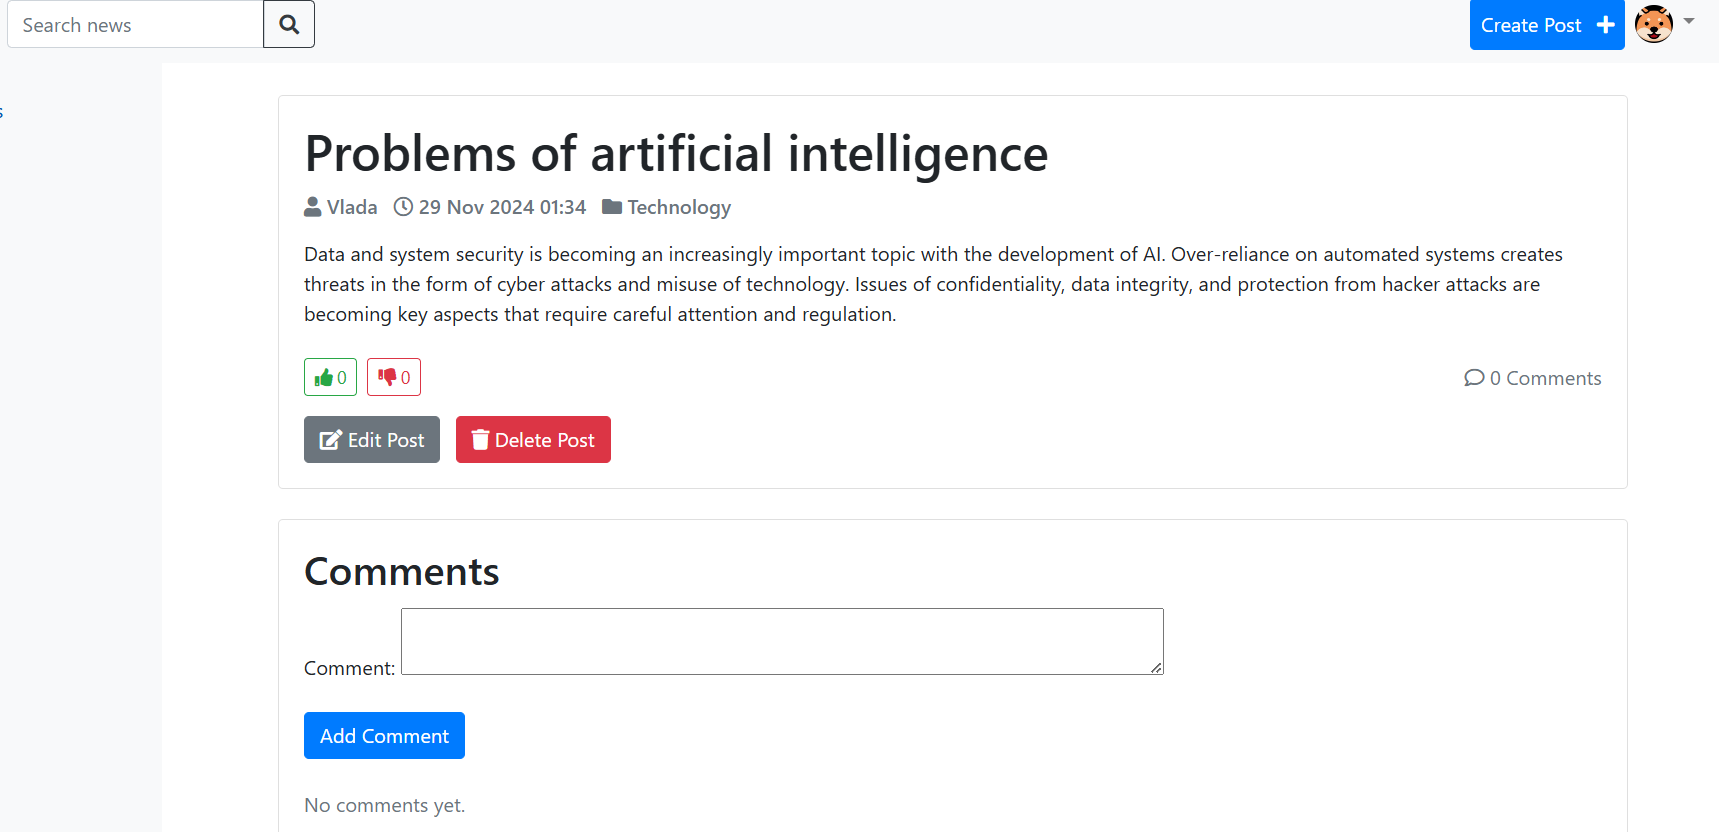 Search news
Create Post
s
Problems of artificial intelligence
Vlada 29 Nov 2024 01:34 Technology
Data and system security is becoming an increasingly important topic with the development of AI. Over-reliance on automated systems creates
threats in the form of cyber attacks and misuse of technology. Issues of confidentiality, data integrity, and protection from hacker attacks are
becoming key aspects that require careful attention and regulation.
0 0 0 Comments
Edit Post Delete Post
Comments
Comment:
Add Comment
No comments yet.